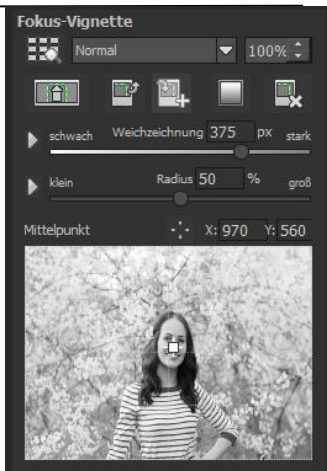 Fokus-Vignette
Normal 100%
schwach Weichzeichnung 375 px stark
klein Radius 50 % groß
Mittelpunkt X: 970 Y: 560